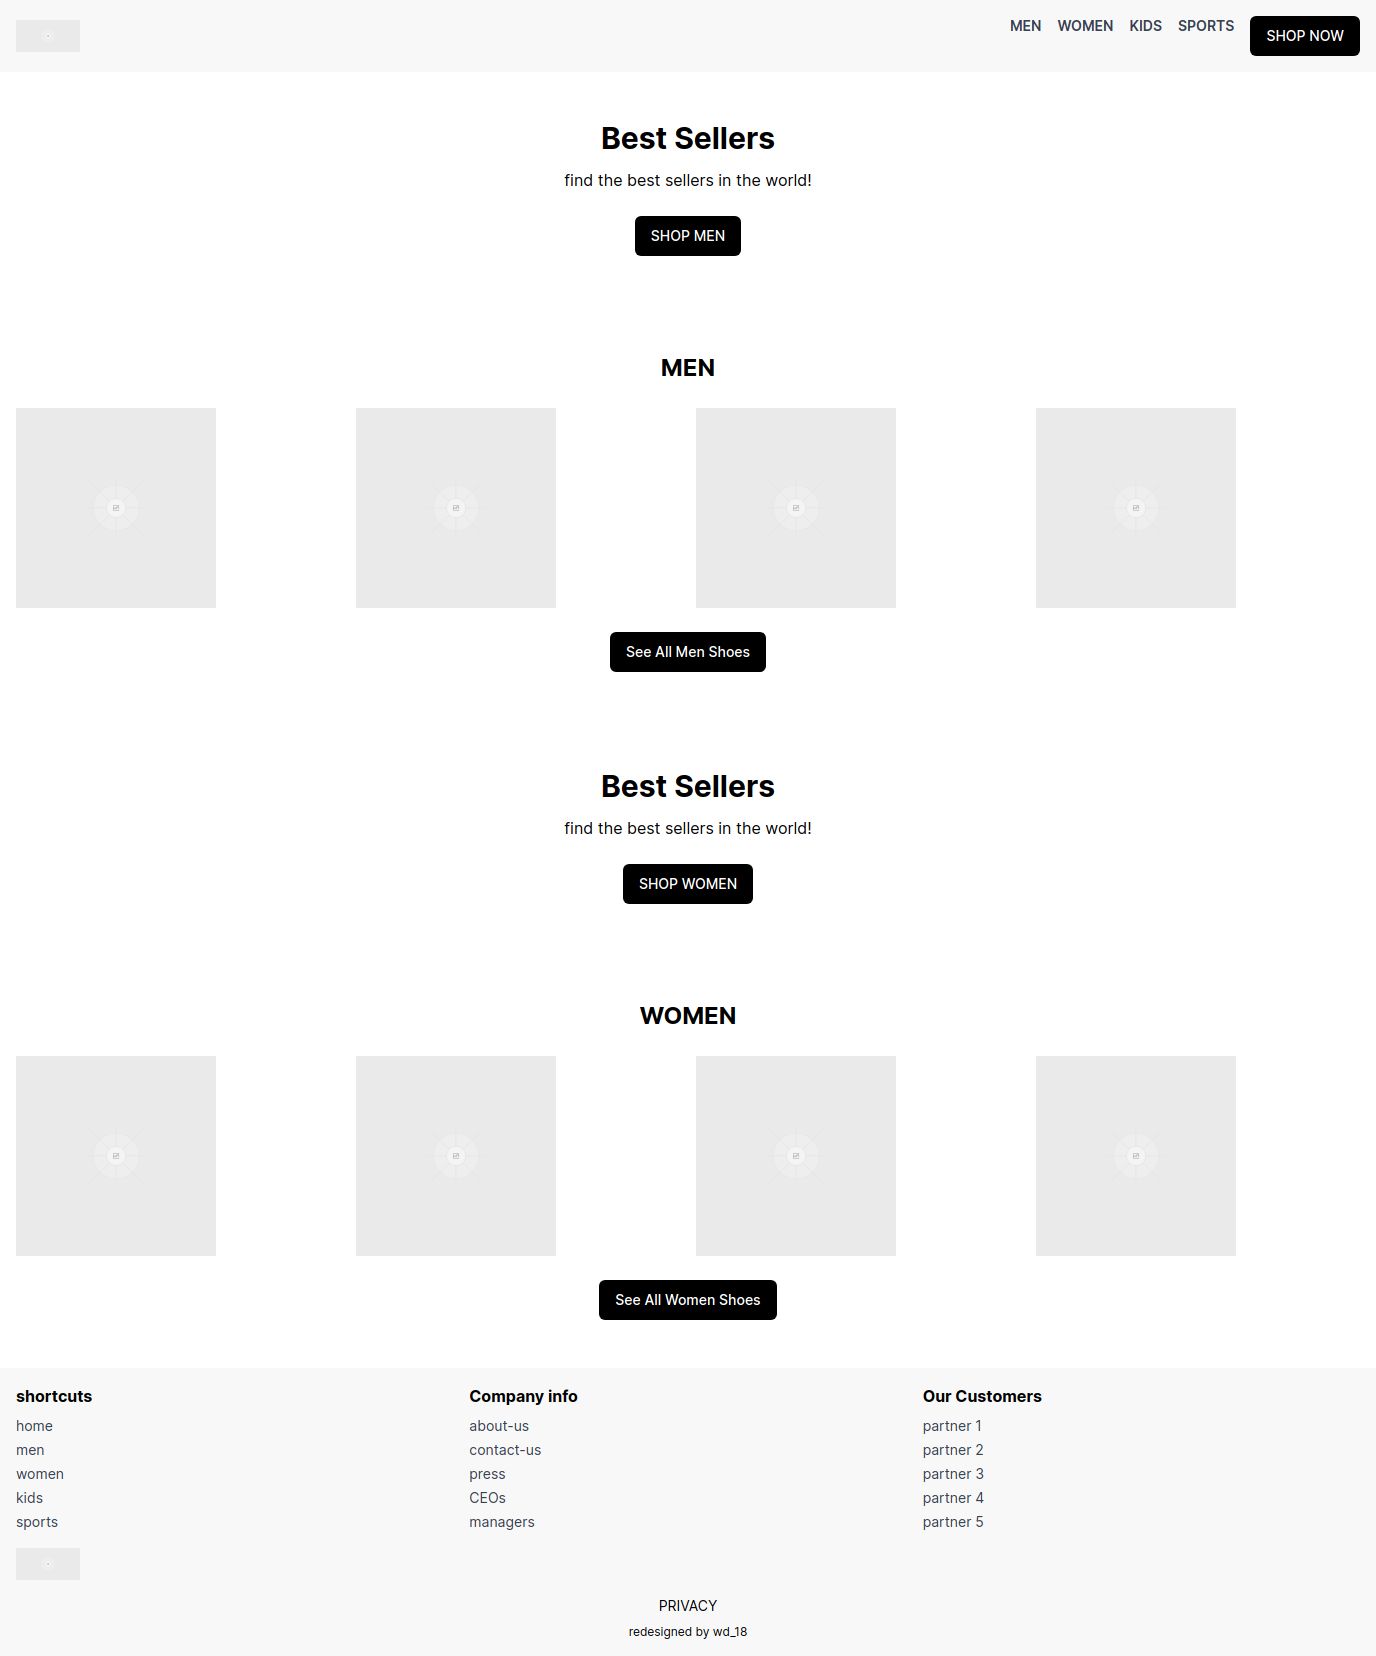 MEN WOMEN KIDS SPORTS SHOP NOW
Best Sellers
find the best sellers in the world!
SHOP MEN
MEN
See All Men Shoes
Best Sellers
find the best sellers in the world!
SHOP WOMEN
WOMEN
See All Women Shoes
shortcuts
home
men
women
kids
sports
Company info
about-us
contact-us
press
CEOs
managers
Our Customers
partner 1
partner 2
partner 3
partner 4
partner 5
PRIVACY
redesigned by wd_18